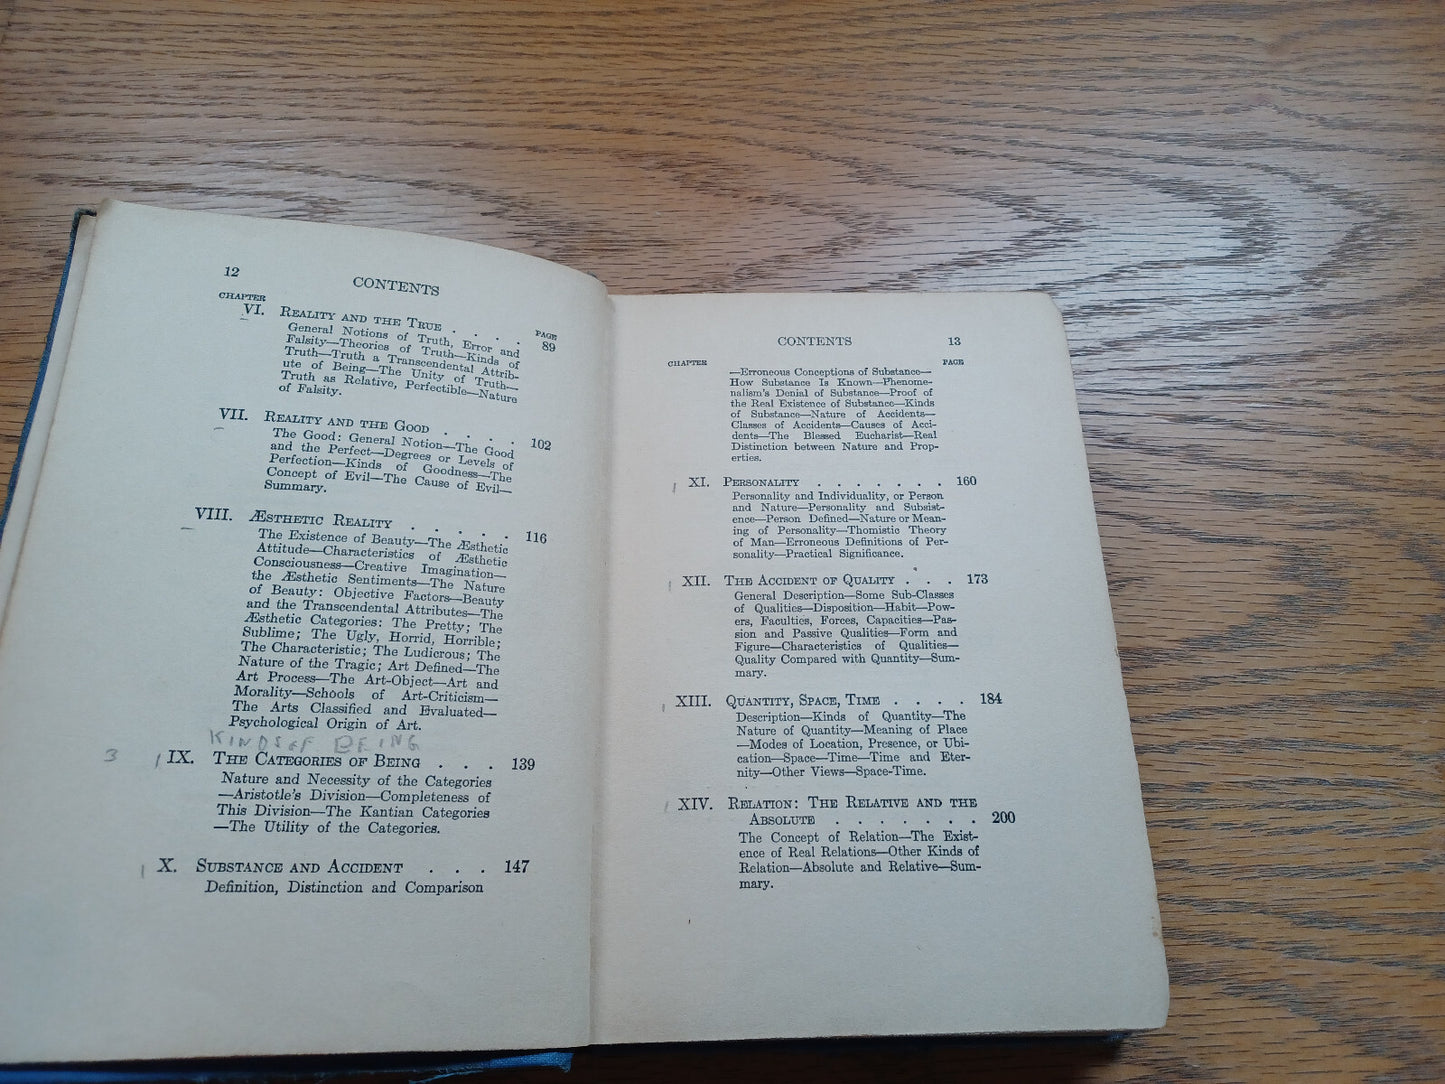 12
CONTENTS
CHAPTER
PAGE
VI. REALITY AND THE TRUE . . . . 89
General Notions of Truth, Error and
Falsity—Theories of Truth—Kinds of
Truth—Truth a Transcendental Attrib-
ute of Being—The Unity of Truth—
Truth as Relative, Perfectible—Nature
of Falsity.
VII. REALITY AND THE GOOD . . . . 102
The Good: General Notion—The Good
and the Perfect—Degrees or Levels of
Perfection—Kinds of Goodness—The
Concept of Evil—The Cause of Evil—
Summary.
VIII. ÆSTHETIC REALITY . . . . . 116
The Existence of Beauty—The Æsthetic
Attitude—Characteristics of Æsthetic
Consciousness—Creative Imagination—
the Æsthetic Sentiments—The Nature
of Beauty: Objective Factors—Beauty
and the Transcendental Attributes—The
Æsthetic Categories: The Pretty; The
Sublime; The Ugly, Horrid, Horrible;
The Characteristic; The Ludicrous; The
Nature of the Tragic; Art Defined—The
Art Process—The Art-Object—Art and
Morality—Schools of Art-Criticism—
The Arts Classified and Evaluated—
Psychological Origin of Art.
KINDS OF BEING
3 IX. THE CATEGORIES OF BEING . . . 139
Nature and Necessity of the Categories
—Aristotle's Division—Completeness of
This Division—The Kantian Categories
—The Utility of the Categories.
X. SUBSTANCE AND ACCIDENT . . . 147
Definition, Distinction and Comparison
CONTENTS 13
CHAPTER PAGE
—Erroneous Conceptions of Substance—
How Substance Is Known—Phenome-
nalism's Denial of Substance—Proof of
the Real Existence of Substance—Kinds
of Substance—Nature of Accidents—
Classes of Accidents—Causes of Acci-
dents—The Blessed Eucharist—Real
Distinction between Nature and Prop-
erties.
XI. PERSONALITY . . . . . . . 160
Personality and Individuality, or Person
and Nature—Personality and Subsist-
ence—Person Defined—Nature or Mean-
ing of Personality—Thomistic Theory
of Man—Erroneous Definitions of Per-
sonality—Practical Significance.
XII. THE ACCIDENT OF QUALITY . . . 173
General Description—Some Sub-Classes
of Qualities—Disposition—Habit—Pow-
ers, Faculties, Forces, Capacities—Pas-
sion and Passive Qualities—Form and
Figure—Characteristics of Qualities—
Quality Compared with Quantity—Sum-
mary.
XIII. QUANTITY, SPACE, TIME . . . . 184
Description—Kinds of Quantity—The
Nature of Quantity—Meaning of Place
—Modes of Location, Presence, or Ubi-
cation—Space—Time—Time and Eter-
nity—Other Views—Space-Time.
XIV. RELATION: THE RELATIVE AND THE
ABSOLUTE . . . . . . . 200
The Concept of Relation—The Exist-
ence of Real Relations—Other Kinds of
Relation—Absolute and Relative—Sum-
mary.